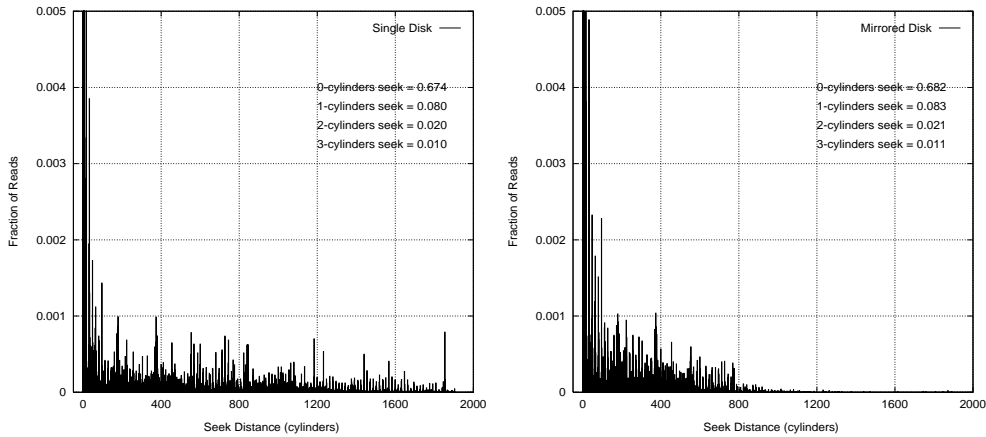 0.005
0.004
0.003
0.002
0.001
0
Fraction of Reads
Single Disk
0-cylinders seek = 0.674
1-cylinders seek = 0.080
2-cylinders seek = 0.020
3-cylinders seek = 0.010
0 400 800 1200 1600 2000
Seek Distance (cylinders)
0.005
0.004
0.003
0.002
0.001
0
Fraction of Reads
Mirrored Disk
0-cylinders seek = 0.682
1-cylinders seek = 0.083
2-cylinders seek = 0.021
3-cylinders seek = 0.011
0 400 800 1200 1600 2000
Seek Distance (cylinders)